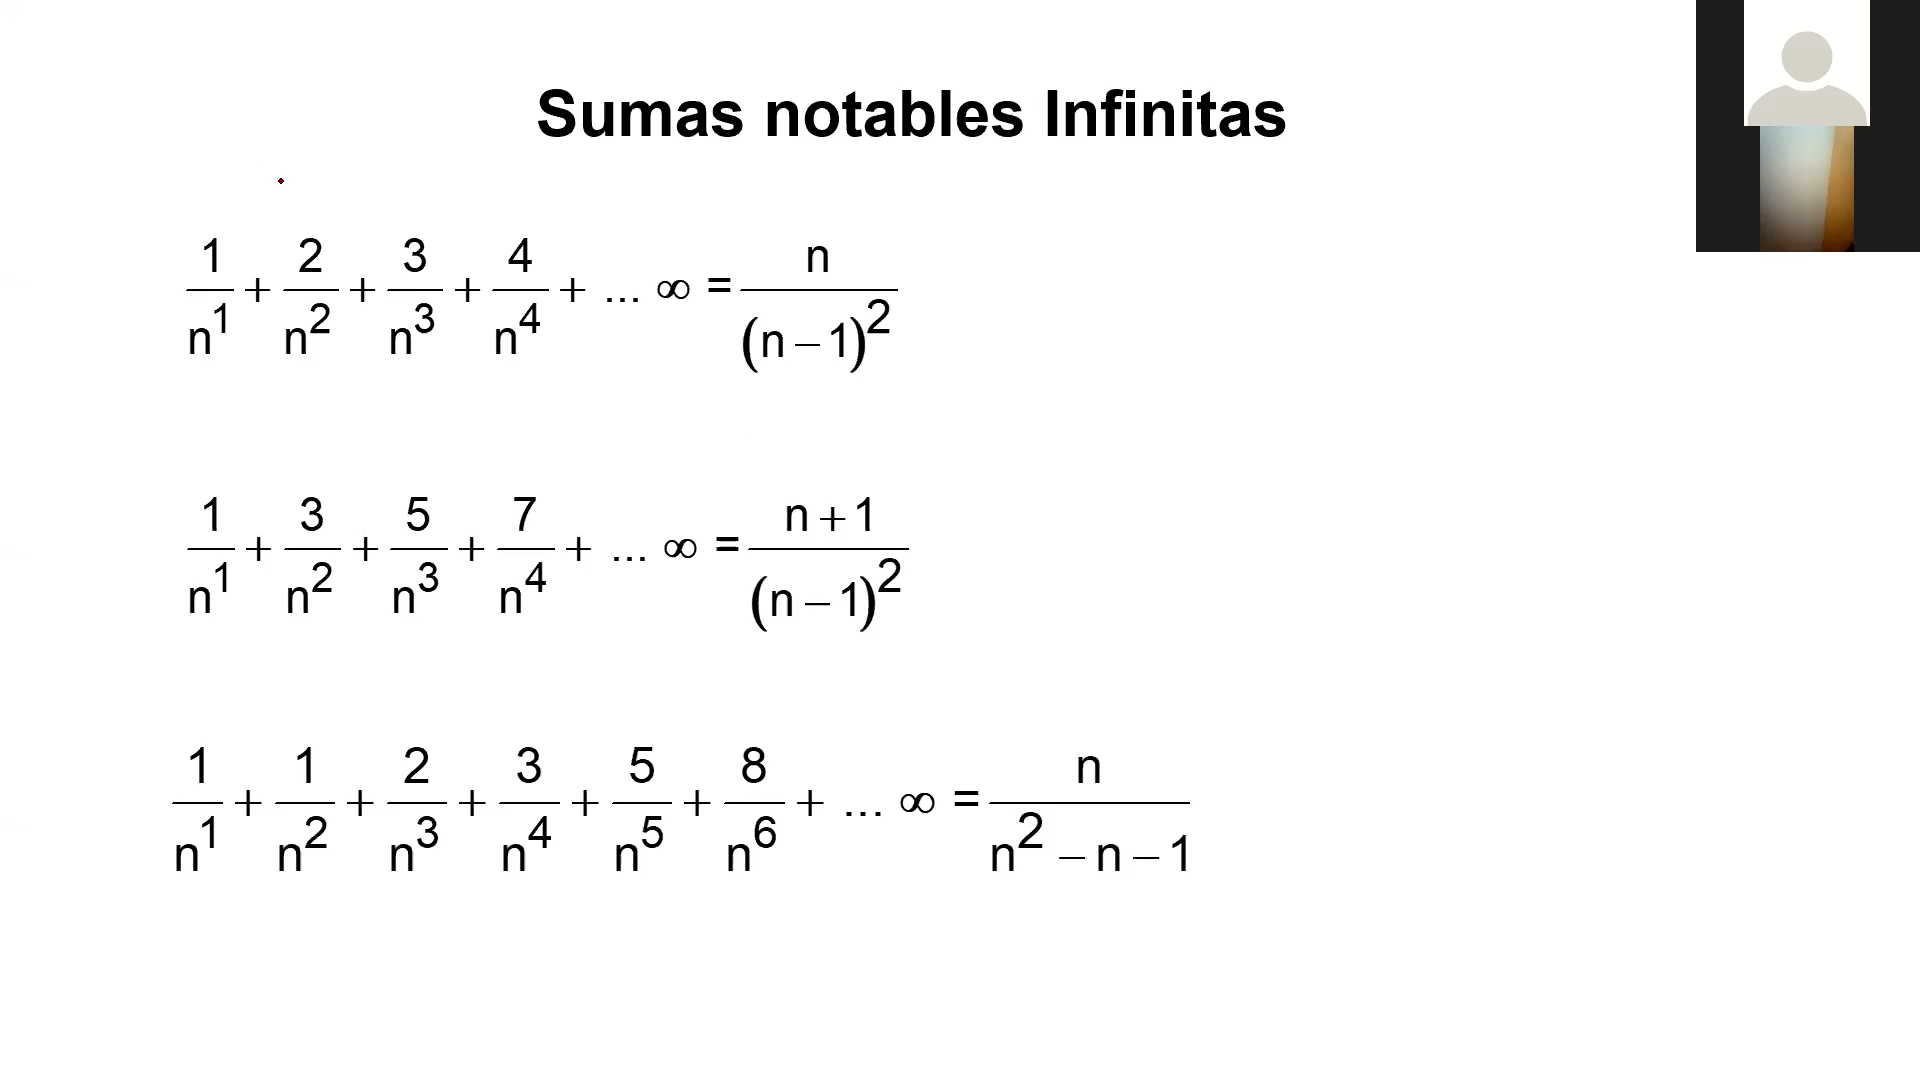 Sumas notables Infinitas
1/n^1 + 2/n^2 + 3/n^3 + 4/n^4 + ... ∞ = n/(n – 1)^2
1/n^1 + 3/n^2 + 5/n^3 + 7/n^4 + ... ∞ = n + 1/(n – 1)^2
1/n^1 + 1/n^2 + 2/n^3 + 3/n^4 + 5/n^5 + 8/n^6 + ... ∞ = n/n^2 – n – 1